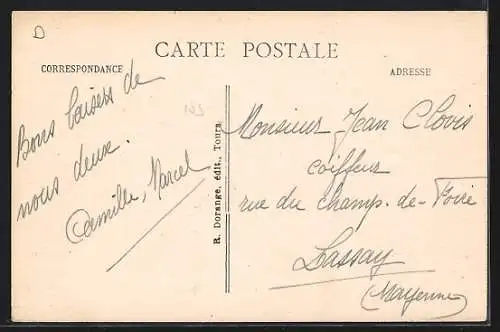 D
CARTE POSTALE
CORRESPONDANCE
ADRESSE
103
Bons baisers de
nous deux.
Camille, Marcel
R. Dorange, édit., Tours
Monsieur Jean Clovis
coiffeur
rue du champ-de-Foire
Lassay
(Mayenne)